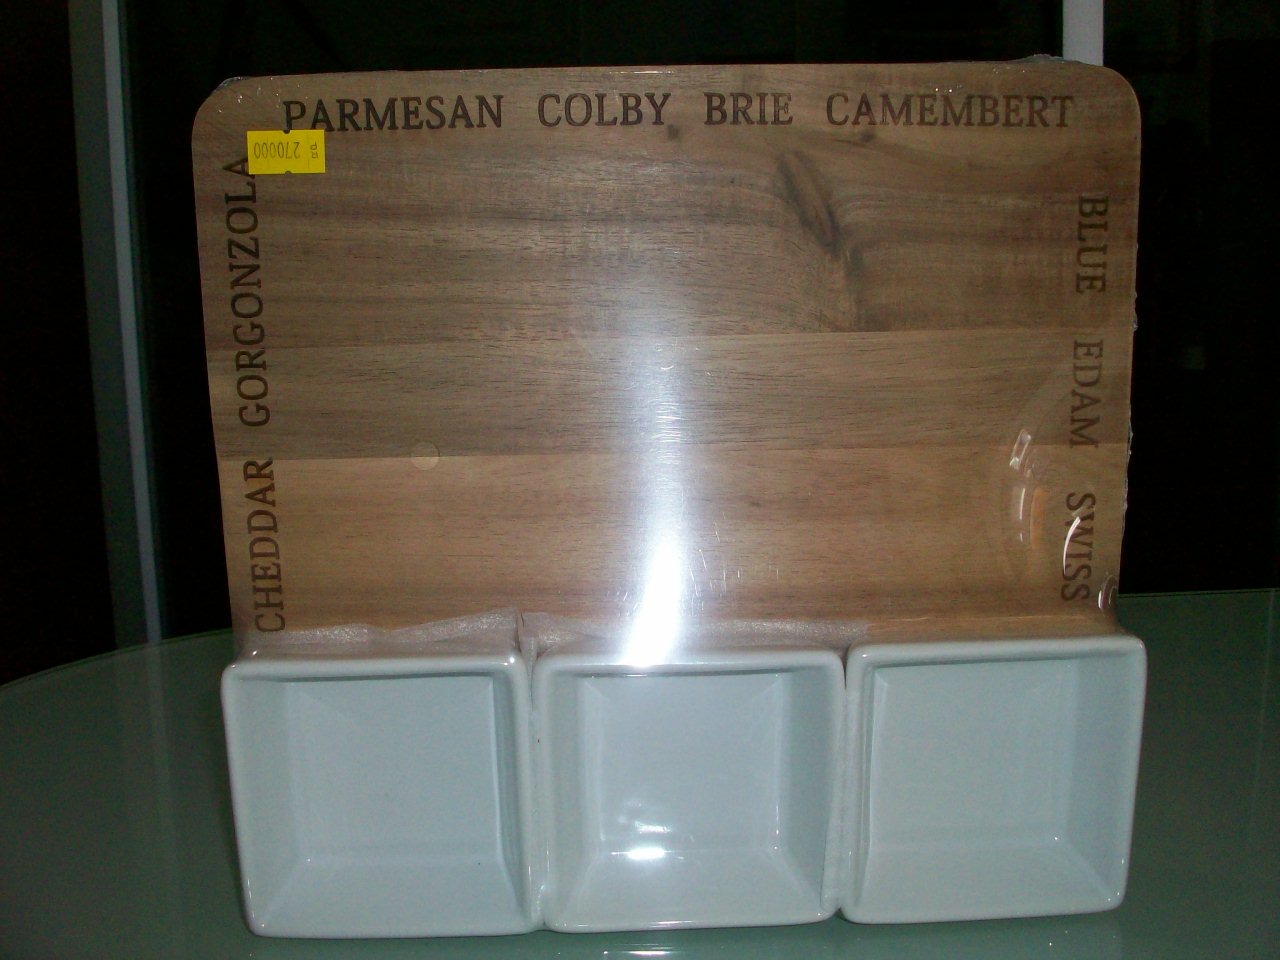 PARMESAN COLBY BRIE CAMEMBERT
BLUE EDAM SWISS
CHEDDAR GORGONZOLA
270000